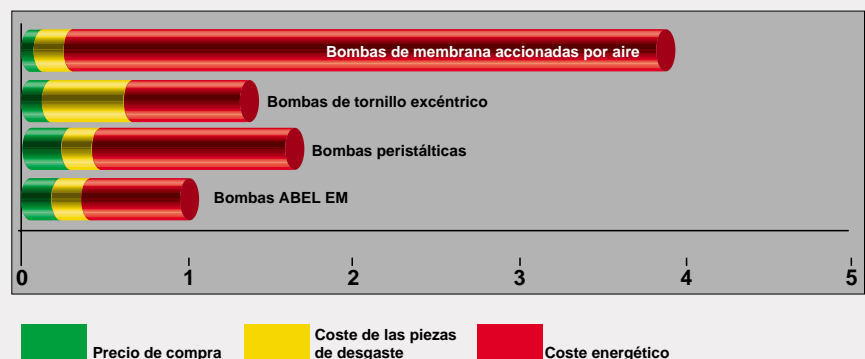 Bombas de membrana accionadas por aire
Bombas de tornillo excéntrico
Bombas peristálticas
Bombas ABEL EM
0 1 2 3 4 5
Precio de compra
Coste de las piezas
de desgaste
Coste energético